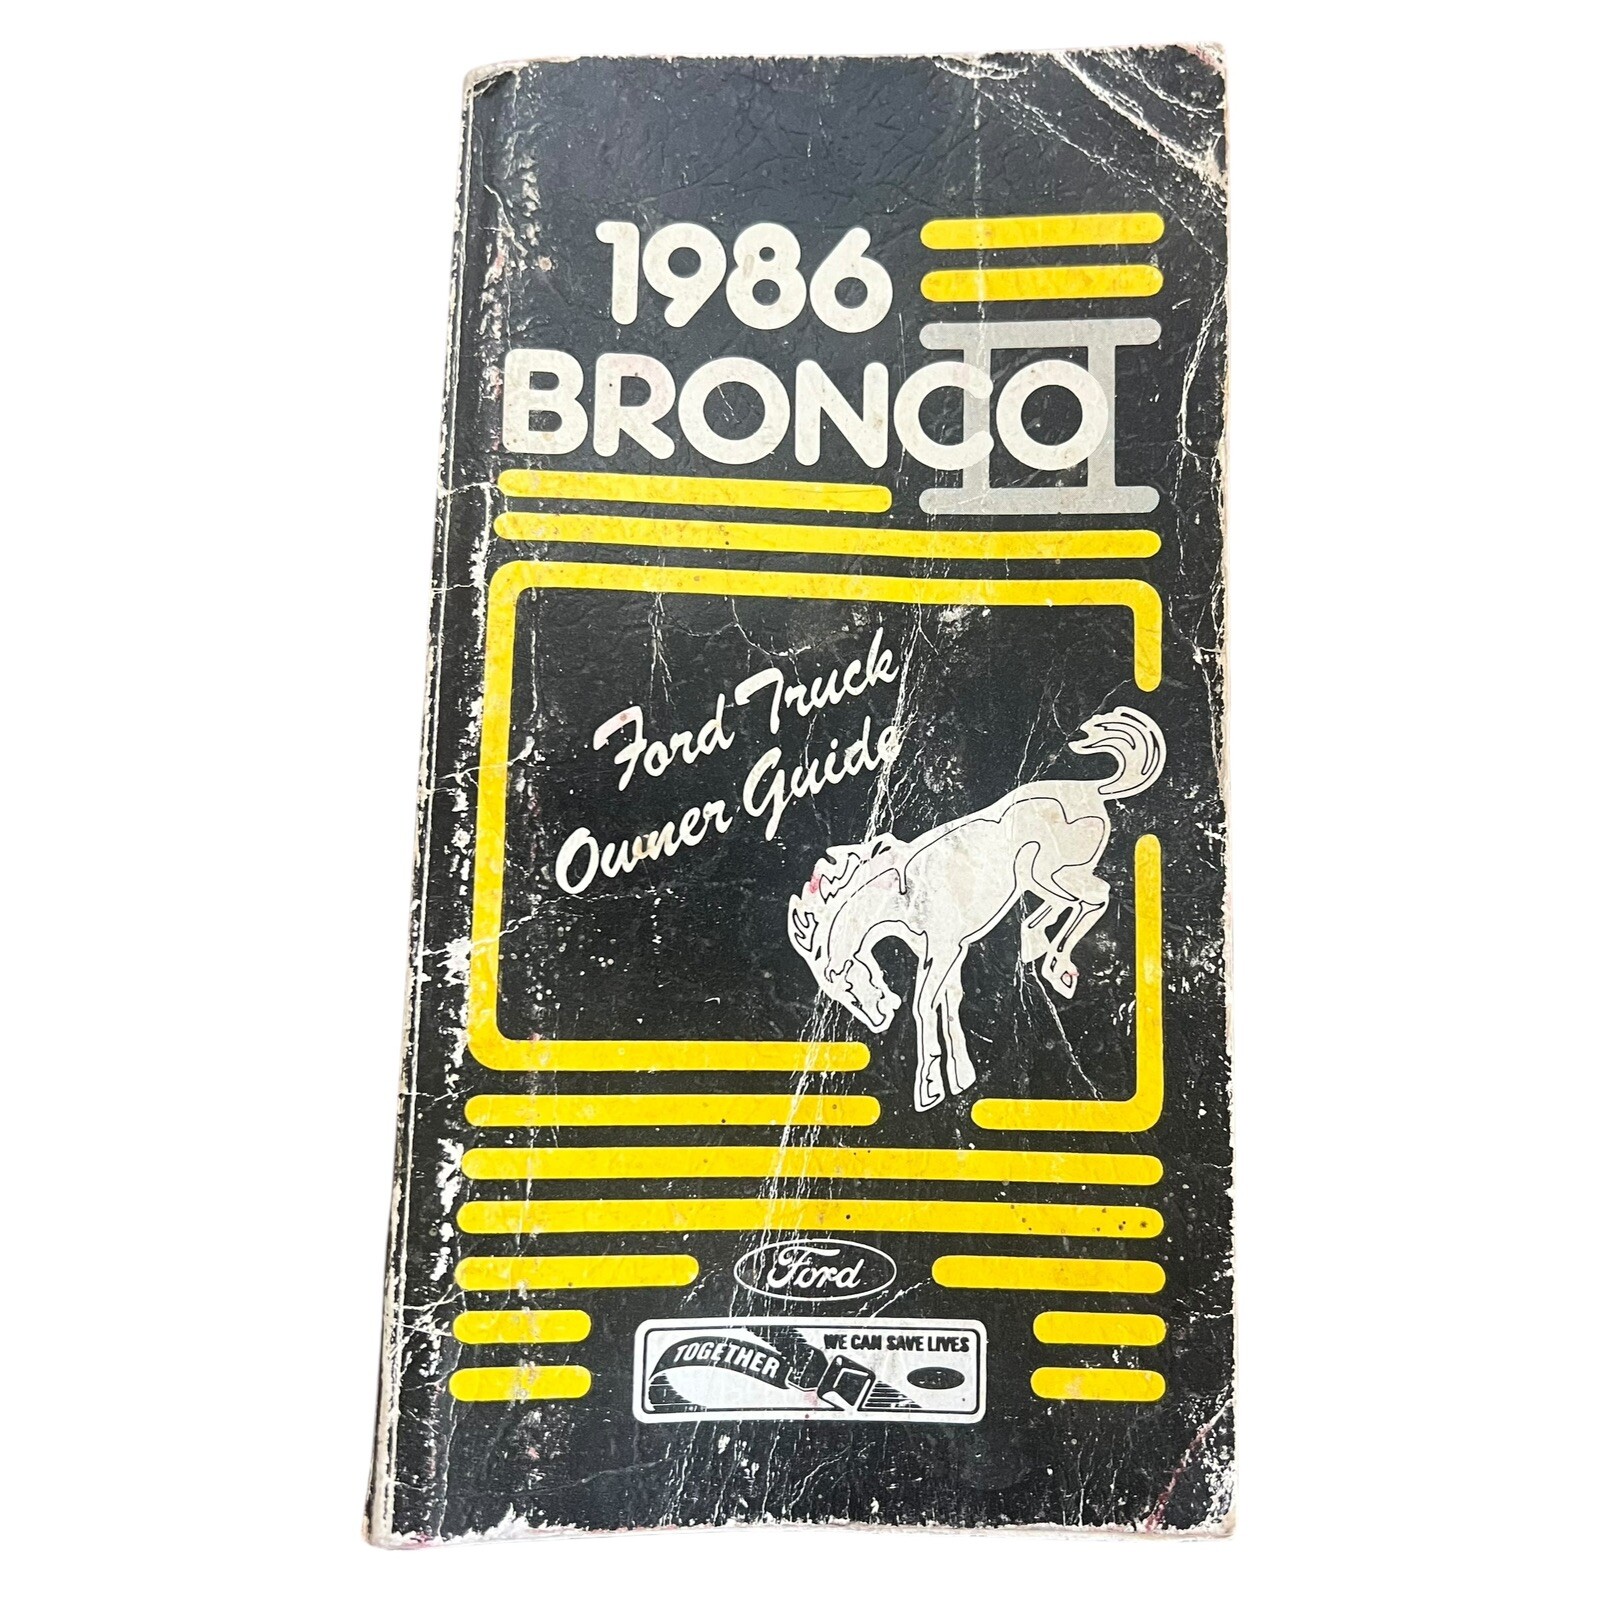 1986
BRONCO II
Ford Truck
Owner Guide
Ford
TOGETHER
WE CAN SAVE LIVES